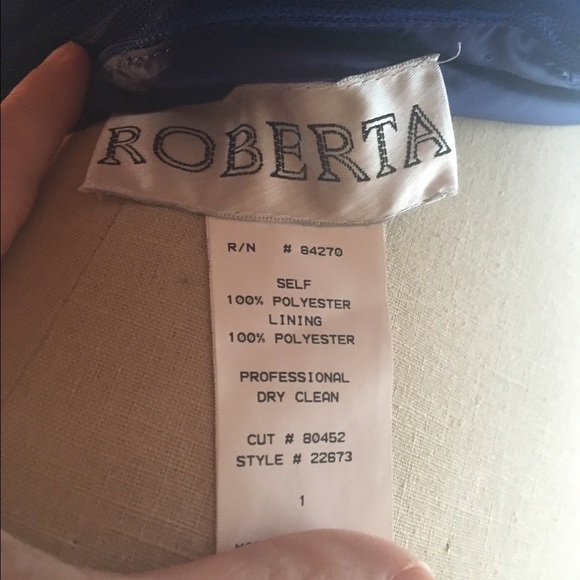 ROBERTA
R/N # 84270
SELF
100% POLYESTER
LINING
100% POLYESTER
PROFESSIONAL
DRY CLEAN
CUT # 80452
STYLE # 22673
1